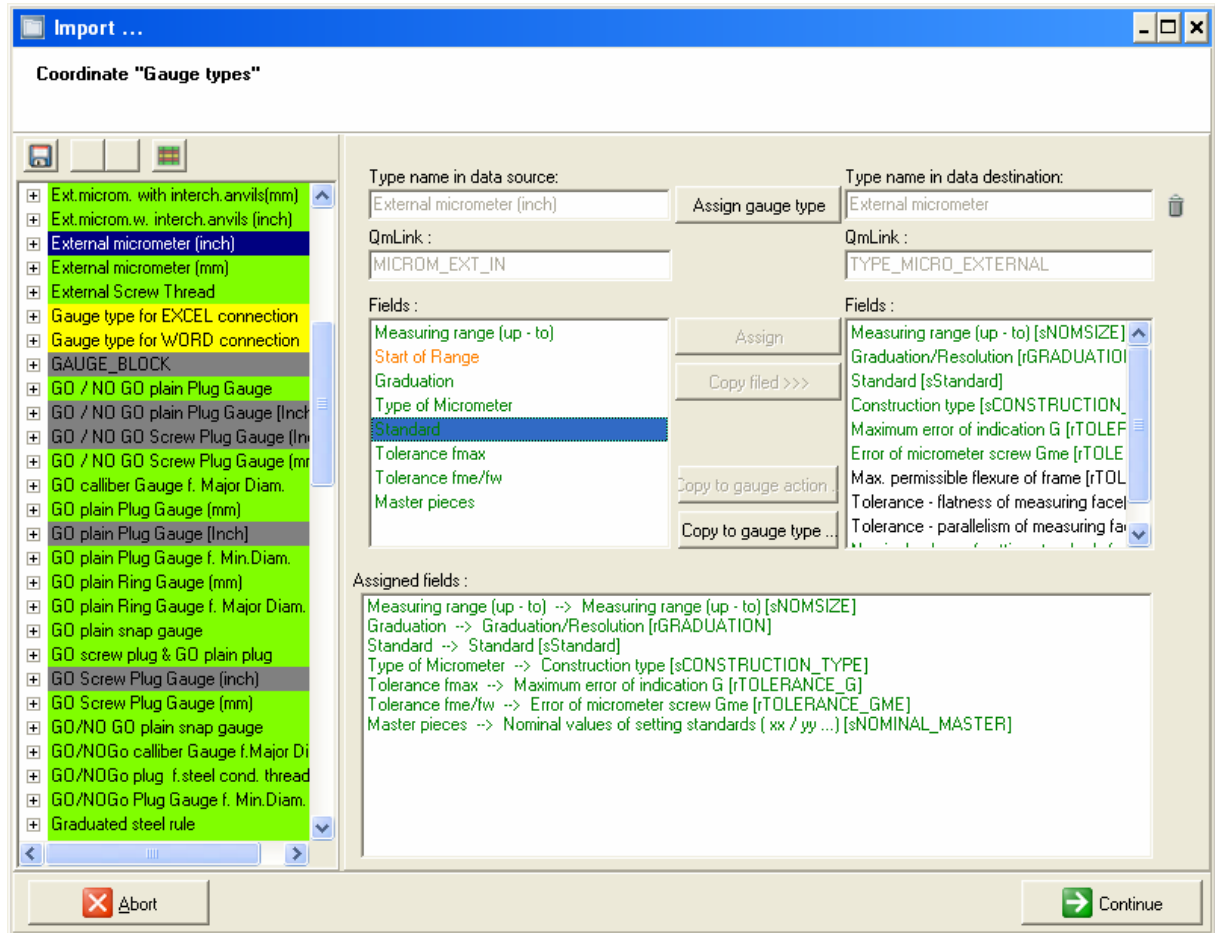 Import ...
Coordinate "Gauge types"
Ext.microm. with interch.anvils(mm)
Ext.microm.w. interch.anvils (inch)
External micrometer (inch)
External micrometer (mm)
External Screw Thread
Gauge type for EXCEL connection
Gauge type for WORD connection
GAUGE_BLOCK
GO / NO GO plain Plug Gauge
GO / NO GO plain Plug Gauge [Inch
GO / NO GO Screw Plug Gauge (In
GO / NO GO Screw Plug Gauge (mr
GO calliber Gauge f. Major Diam.
GO plain Plug Gauge (mm)
GO plain Plug Gauge [Inch]
GO plain Plug Gauge f. Min.Diam.
GO plain Ring Gauge (mm)
GO plain Ring Gauge f. Major Diam.
GO plain snap gauge
GO screw plug & GO plain plug
GO Screw Plug Gauge (inch)
GO Screw Plug Gauge (mm)
GO/NO GO plain snap gauge
GO/NOGo calliber Gauge f.Major Di
GO/NOGo plug f.steel cond. thread
GO/NOGo Plug Gauge f. Min.Diam.
Graduated steel rule
Type name in data source:
External micrometer (inch)
QmLink :
MICROM_EXT_IN
Fields :
Measuring range (up - to)
Start of Range
Graduation
Type of Micrometer
Standard
Tolerance fmax
Tolerance fme/fw
Master pieces
Assign gauge type
Assign
Copy filed >>>
Copy to gauge action .
Copy to gauge type ...
Type name in data destination:
External micrometer
QmLink :
TYPE_MICRO_EXTERNAL
Fields :
Measuring range (up - to) [sNOMSIZE]
Graduation/Resolution [rGRADUATIOI
Standard [sStandard]
Construction type [sCONSTRUCTION_
Maximum error of indication G [rTOLEF
Error of micrometer screw Gme [rTOLE
Max. permissible flexure of frame [rTOL
Tolerance - flatness of measuring face
Tolerance - parallelism of measuring fa
Assigned fields :
Measuring range (up - to) --> Measuring range (up - to) [sNOMSIZE]
Graduation --> Graduation/Resolution [rGRADUATION]
Standard --> Standard [sStandard]
Type of Micrometer --> Construction type [sCONSTRUCTION_TYPE]
Tolerance fmax --> Maximum error of indication G [rTOLERANCE_G]
Tolerance fme/fw --> Error of micrometer screw Gme [rTOLERANCE_GME]
Master pieces --> Nominal values of setting standards ( xx / yy ...) [sNOMINAL_MASTER]
Abort
Continue